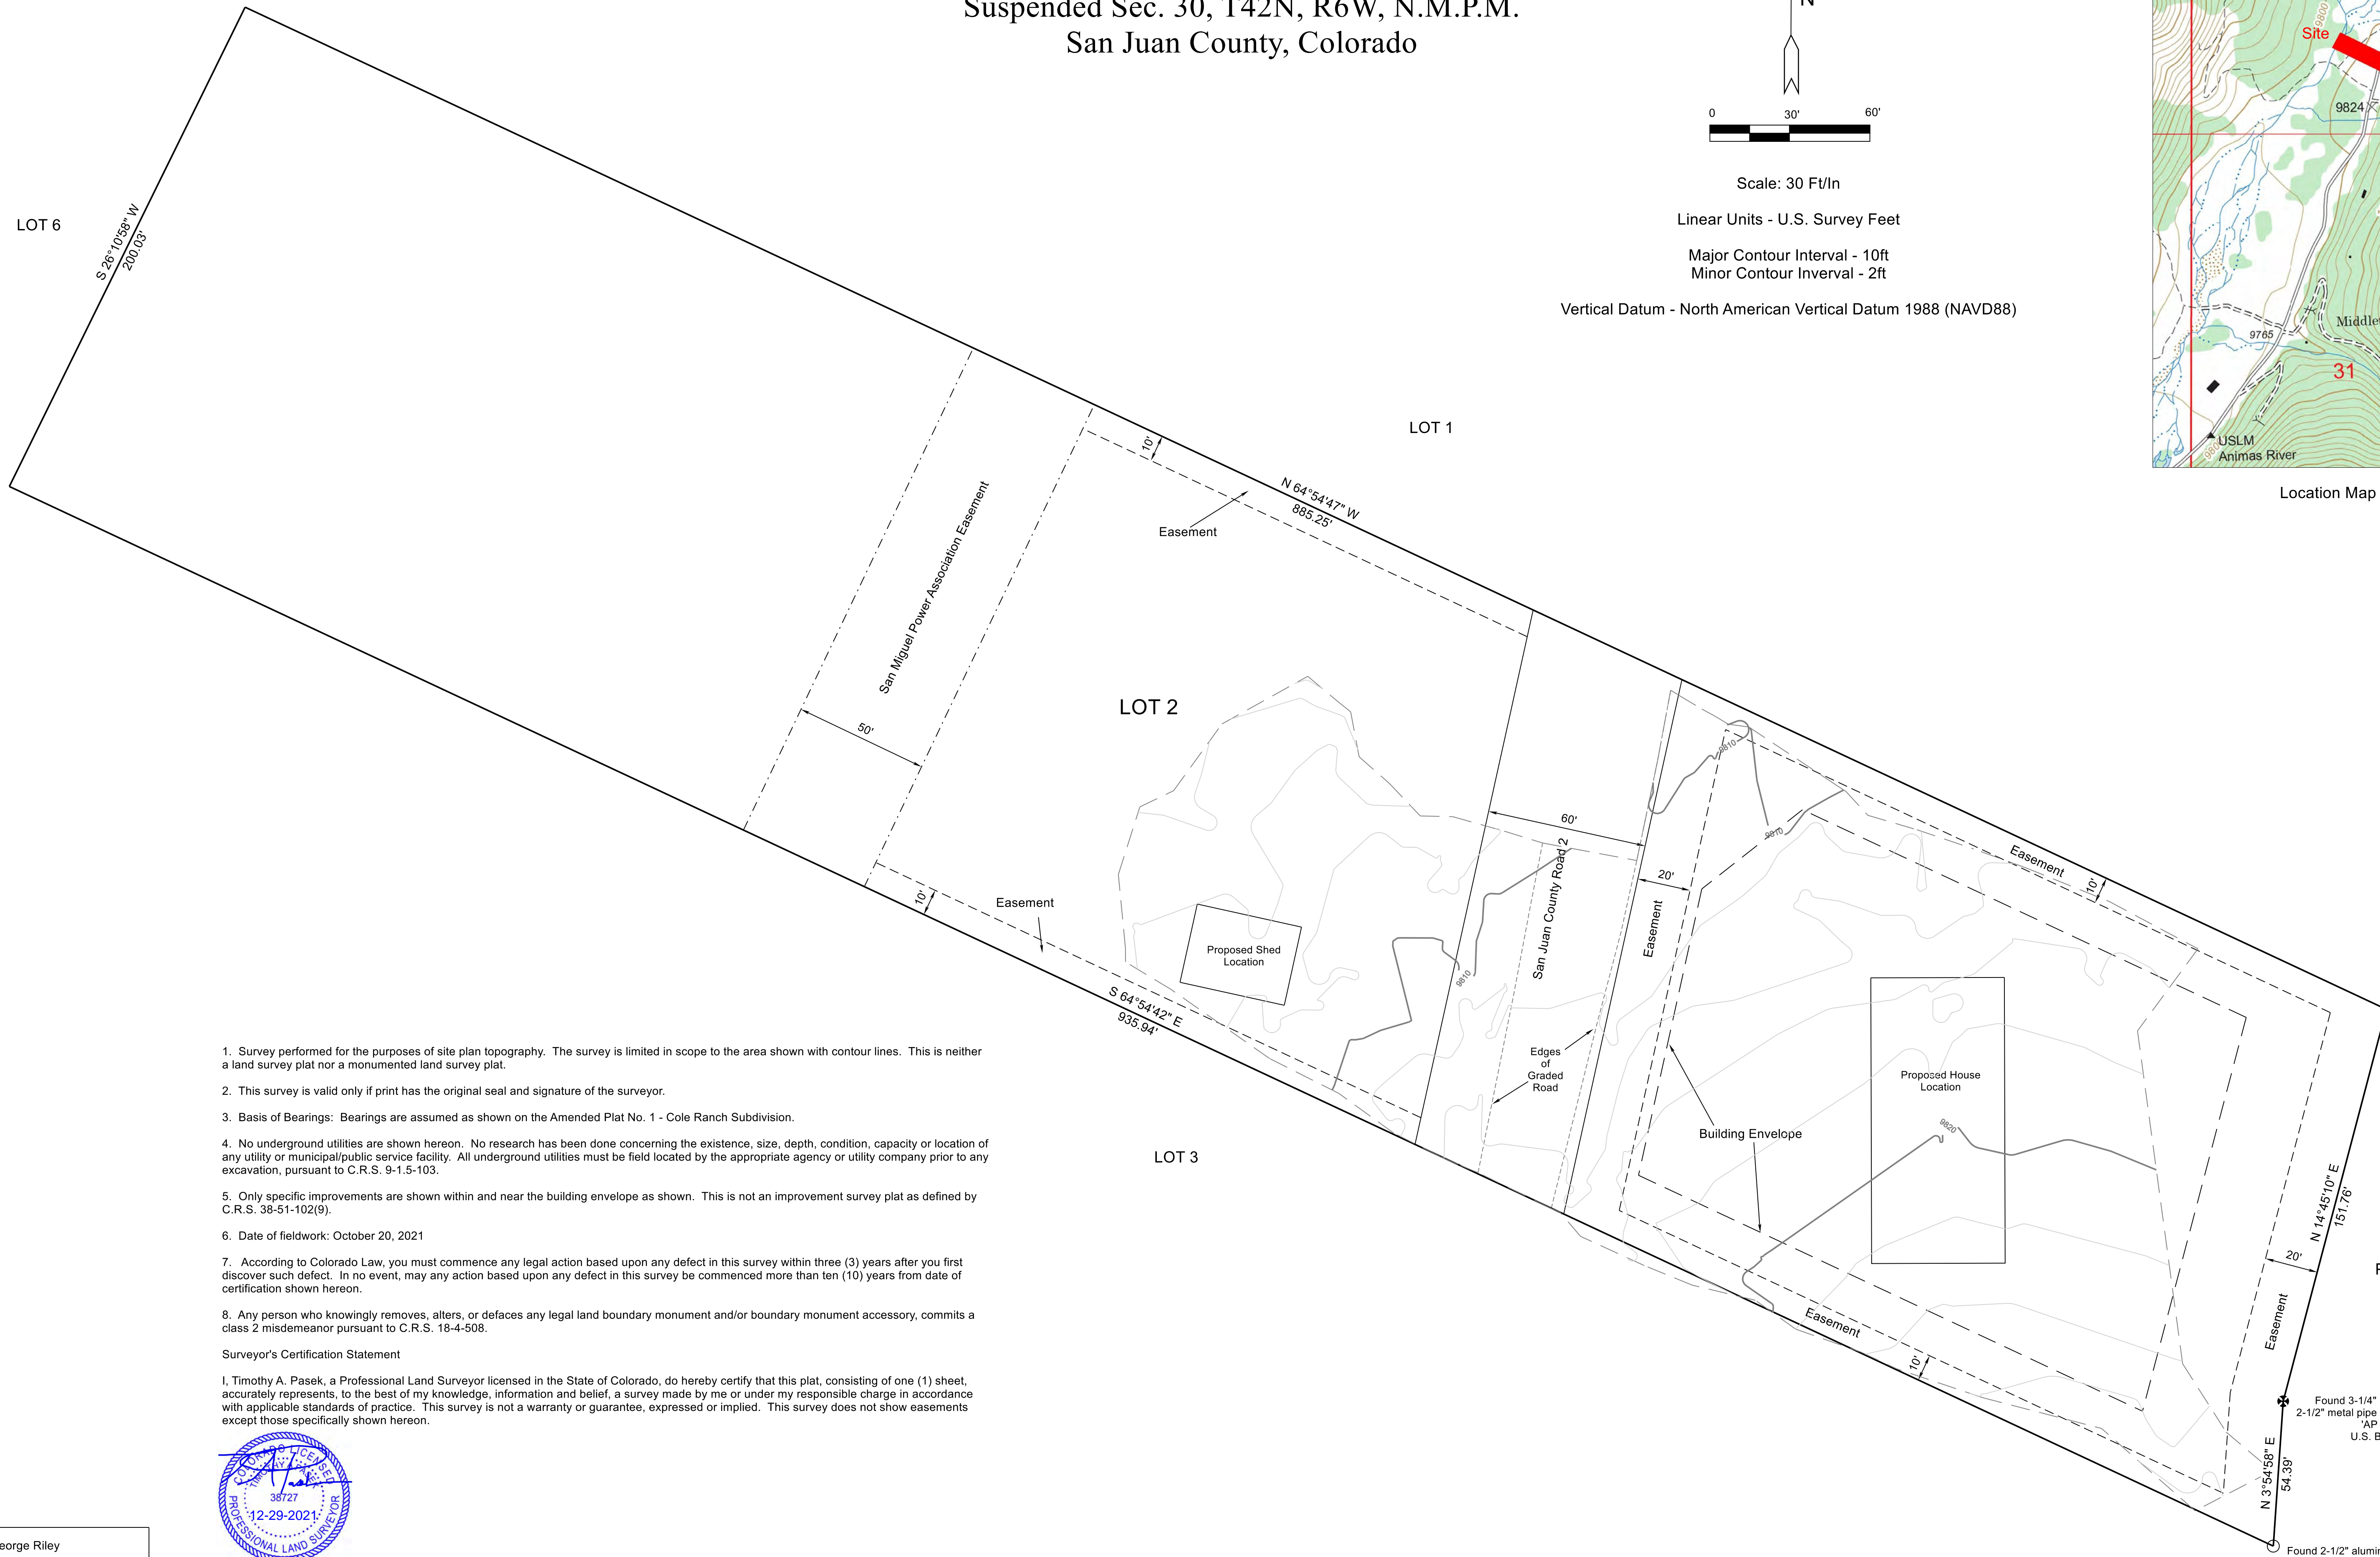 Suspended Sec. 30, T42N, R6W, N.M.P.M.
San Juan County, Colorado
N
0 30' 60'
Scale: 30 Ft/In
Linear Units - U.S. Survey Feet
Major Contour Interval - 10ft
Minor Contour Inverval - 2ft
Vertical Datum - North American Vertical Datum 1988 (NAVD88)
9800
Site
9824
9765
31
USLM
Animas River
Location Map
LOT 6
S 26°10'58" W
200.03'
LOT 1
N 64°54'47" W
885.25'
10'
Easement
San Miguel Power Association Easement
50'
LOT 2
10'
Easement
Proposed Shed
Location
S 64°54'42" E
935.94'
LOT 3
60'
San Juan County Road 2
20'
Easement
9810
9810
9810
Edges
of
Graded
Road
Building Envelope
Easement
10'
Proposed House
Location
9820
Easement
10'
N 14°45'10" E
151.76'
20'
Easement
Found 3-1/4"
2-1/2" metal pipe
'AP
N 3°54'58" E
54.39'
1. Survey performed for the purposes of site plan topography. The survey is limited in scope to the area shown with contour lines. This is neither
a land survey plat nor a monumented land survey plat.
2. This survey is valid only if print has the original seal and signature of the surveyor.
3. Basis of Bearings: Bearings are assumed as shown on the Amended Plat No. 1 - Cole Ranch Subdivision.
4. No underground utilities are shown hereon. No research has been done concerning the existence, size, depth, condition, capacity or location of
any utility or municipal/public service facility. All underground utilities must be field located by the appropriate agency or utility company prior to any
excavation, pursuant to C.R.S. 9-1.5-103.
5. Only specific improvements are shown within and near the building envelope as shown. This is not an improvement survey plat as defined by
C.R.S. 38-51-102(9).
6. Date of fieldwork: October 20, 2021
7. According to Colorado Law, you must commence any legal action based upon any defect in this survey within three (3) years after you first
discover such defect. In no event, may any action based upon any defect in this survey be commenced more than ten (10) years from date of
certification shown hereon.
8. Any person who knowingly removes, alters, or defaces any legal land boundary monument and/or boundary monument accessory, commits a
class 2 misdemeanor pursuant to C.R.S. 18-4-508.
Surveyor's Certification Statement
I, Timothy A. Pasek, a Professional Land Surveyor licensed in the State of Colorado, do hereby certify that this plat, consisting of one (1) sheet,
accurately represents, to the best of my knowledge, information and belief, a survey made by me or under my responsible charge in accordance
with applicable standards of practice. This survey is not a warranty or guarantee, expressed or implied. This survey does not show easements
except those specifically shown hereon.
COLORADO LICENSED
TIMOTHY A. PASEK
38727
12-29-2021
PROFESSIONAL LAND SURVEYOR
Riley
Found 2-1/2"